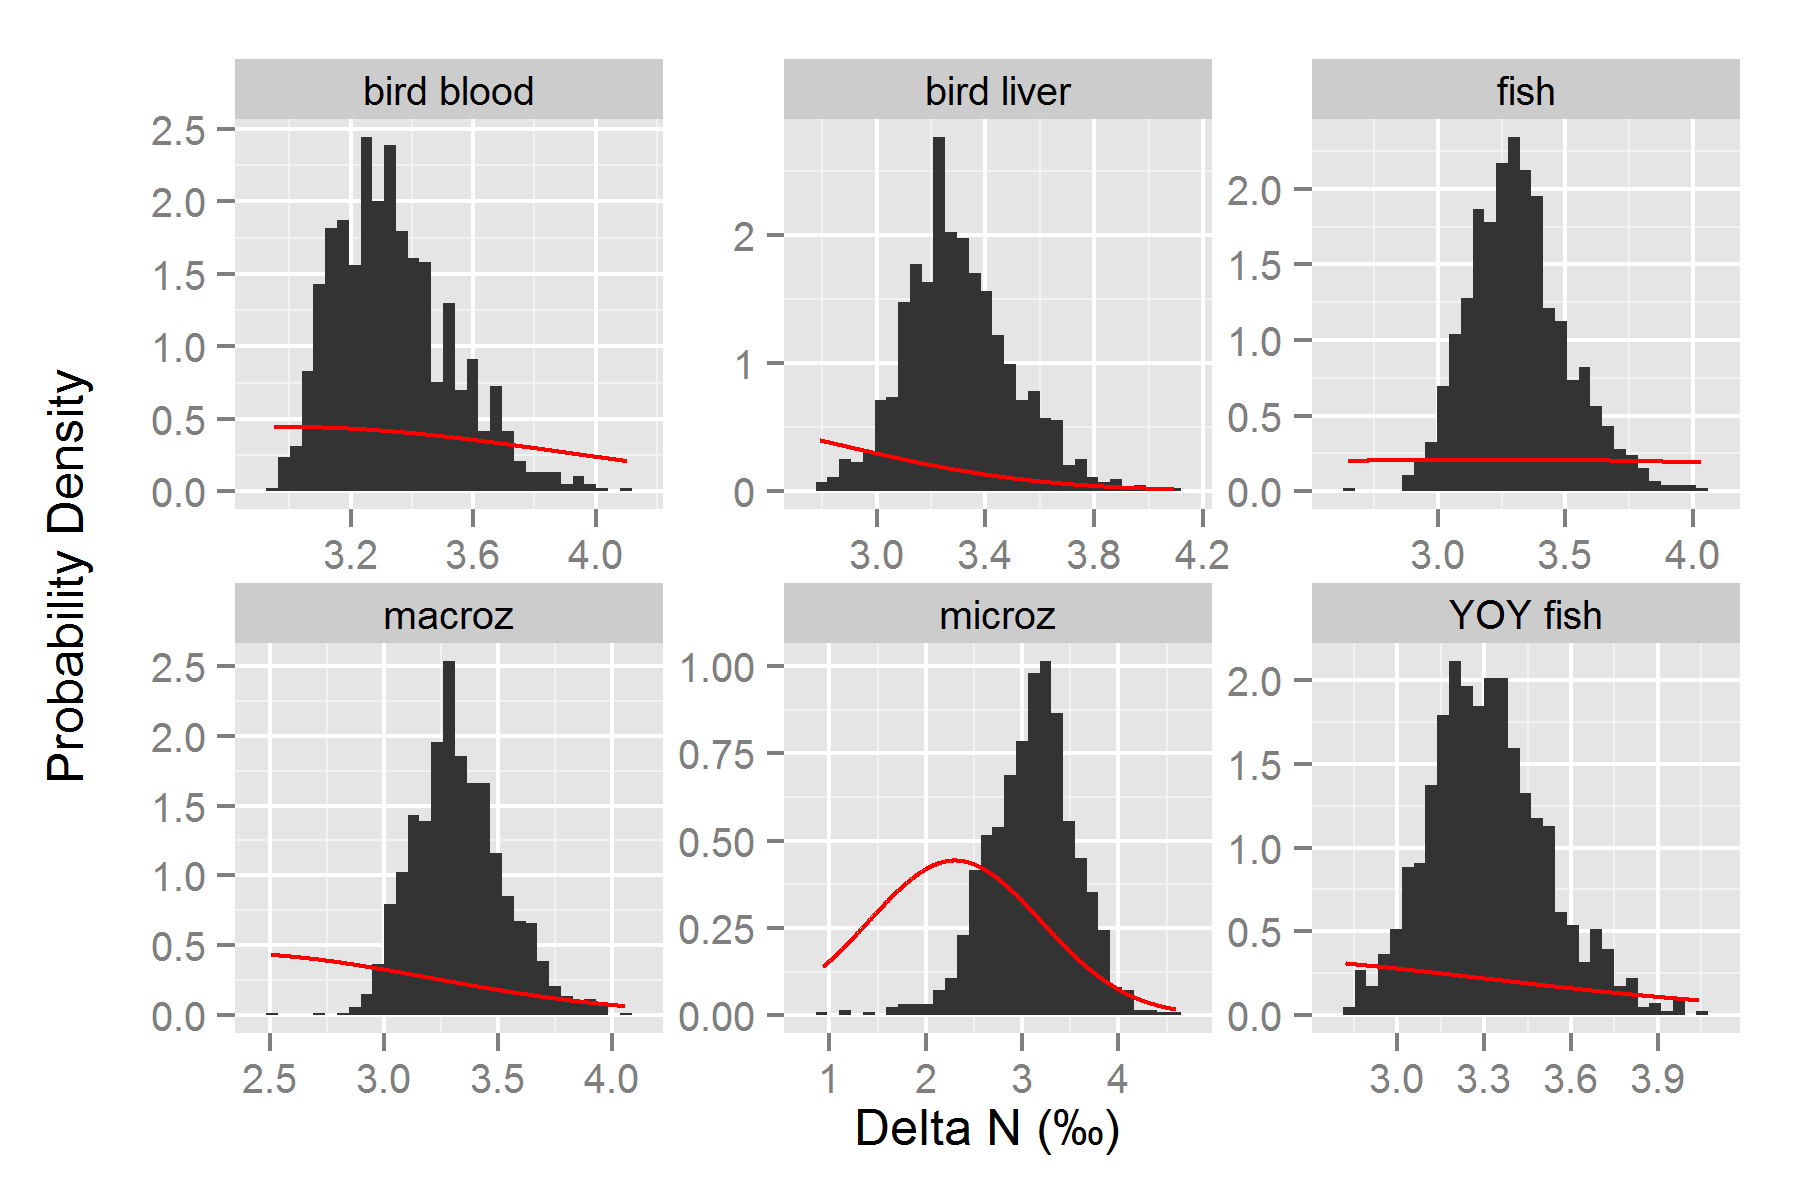 bird blood
bird liver
fish
2.5
2.0
1.5
1.0
0.5
0.0
2
1
0
2.0
1.5
1.0
0.5
0.0
3.2 3.6 4.0
3.0 3.4 3.8 4.2
3.0 3.5 4.0
Probability Density
macroz
microz
YOY fish
2.5
2.0
1.5
1.0
0.5
0.0
1.00
0.75
0.50
0.25
0.00
2.0
1.5
1.0
0.5
0.0
2.5 3.0 3.5 4.0
1 2 3 4
3.0 3.3 3.6 3.9
Delta N (‰)